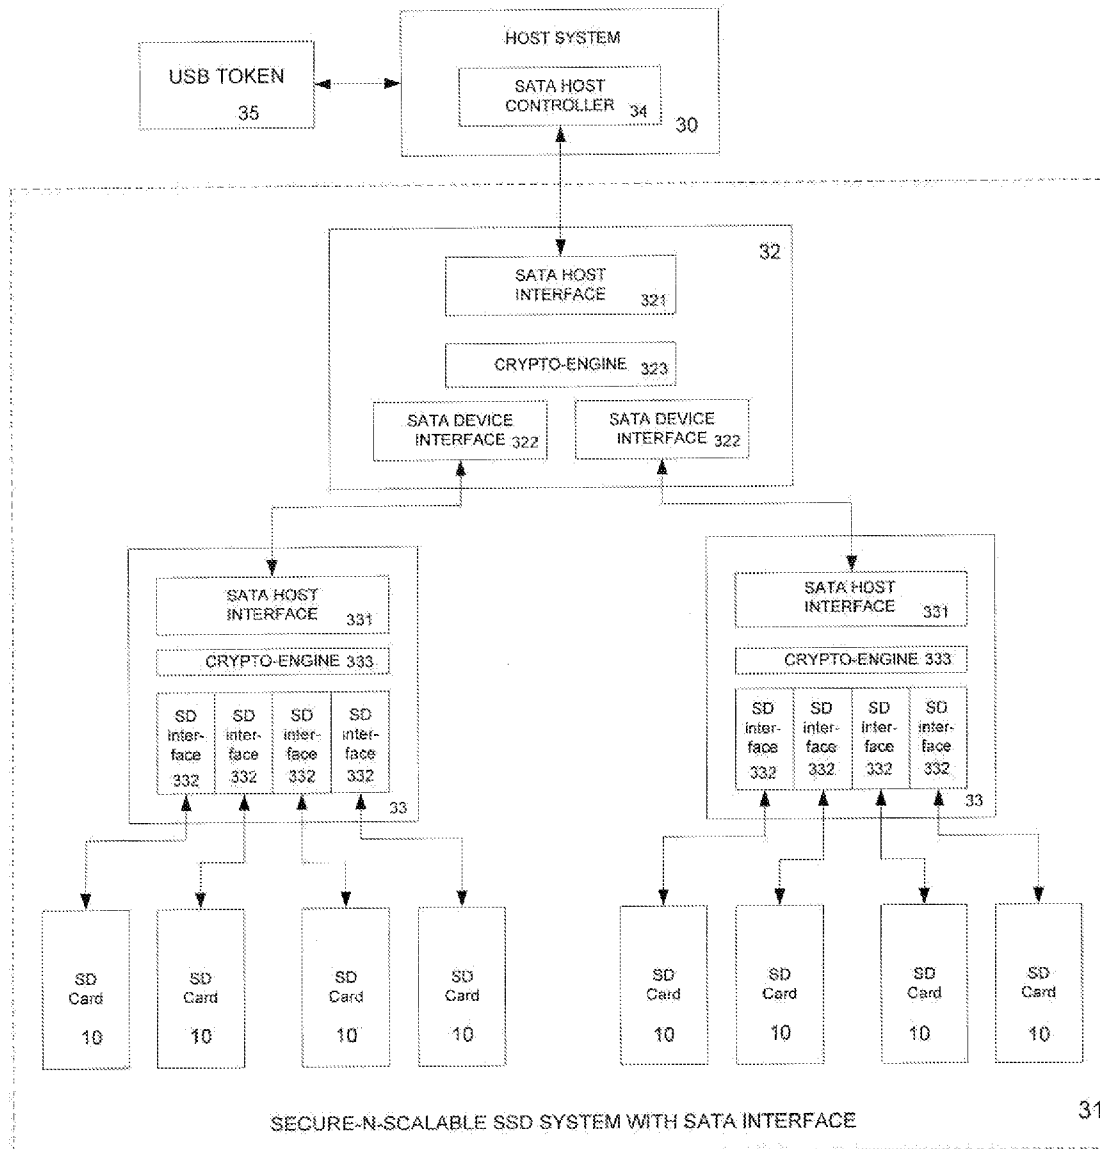 HOST SYSTEM
USB TOKEN
35
SATA HOST
CONTROLLER 34
30
32
SATA HOST
INTERFACE 321
CRYPTO-ENGINE 323
SATA DEVICE
INTERFACE 322
SATA DEVICE
INTERFACE 322
SATA HOST
INTERFACE 331
CRYPTO-ENGINE 333
SD
inter-
face
332
SD
inter-
face
332
SD
inter-
face
332
SD
inter-
face
332
33
SATA HOST
INTERFACE 331
CRYPTO-ENGINE 333
SD
inter-
face
332
SD
inter-
face
332
SD
inter-
face
332
SD
inter-
face
332
33
SD
Card
10
SD
Card
10
SD
Card
10
SD
Card
10
SD
Card
10
SD
Card
10
SD
Card
10
SD
Card
10
SECURE-N-SCALABLE SSD SYSTEM WITH SATA INTERFACE
31